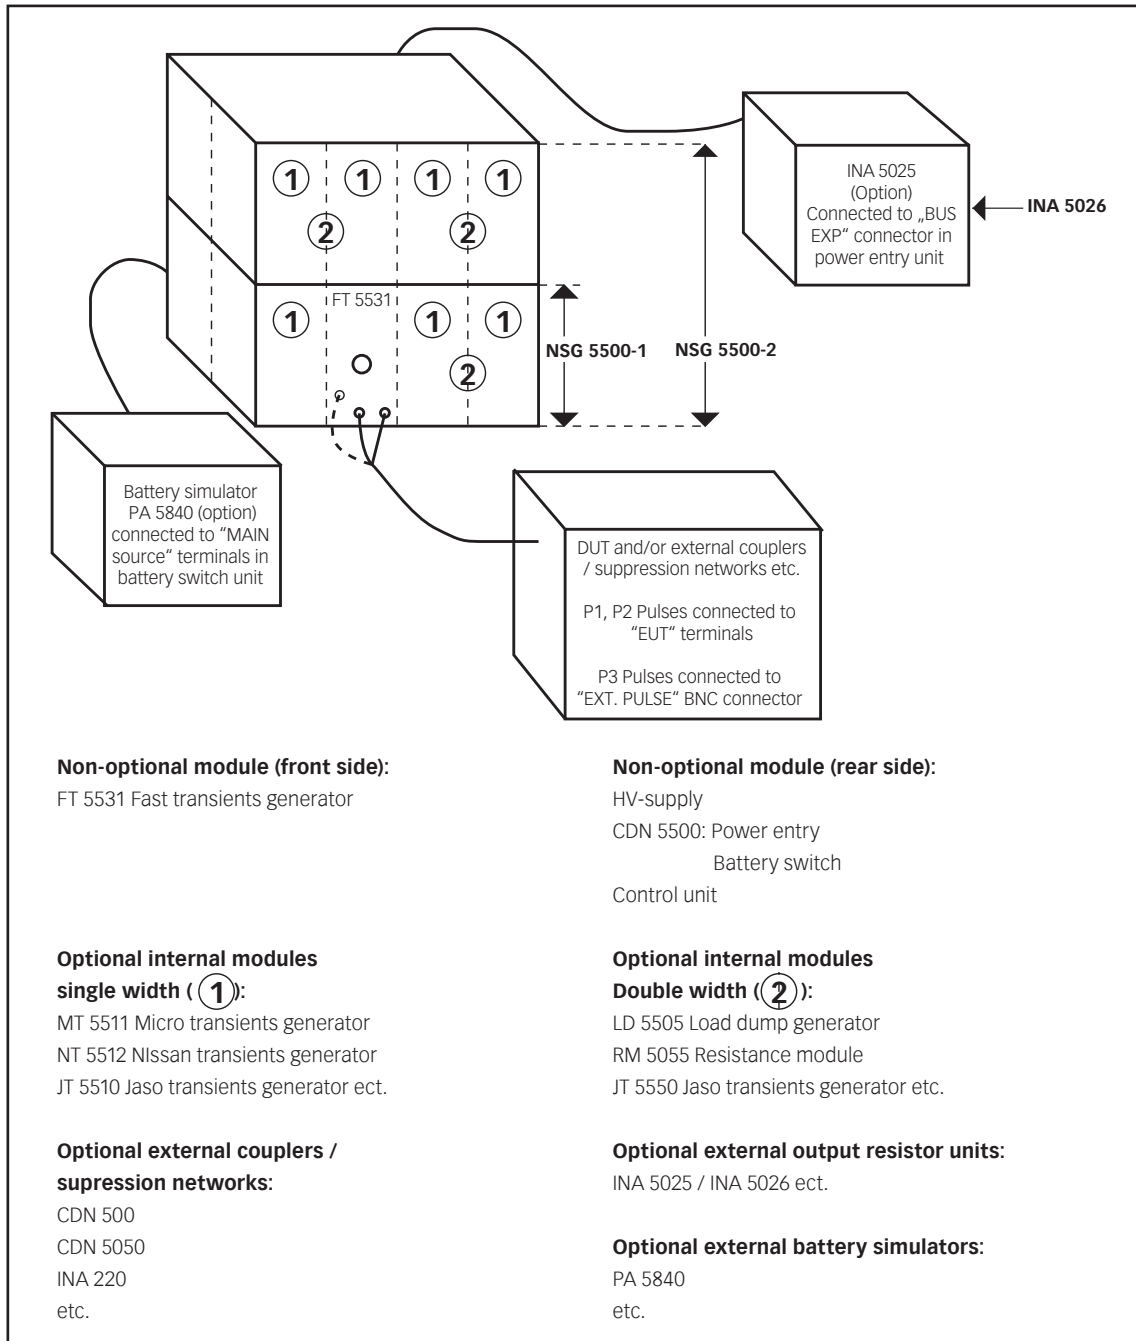 1 1 1 1
2 2
INA 5025
(Option)
Connected to „BUS
EXP“ connector in
power entry unit
INA 5026
FT 5531
1 1 1
2
NSG 5500-1
NSG 5500-2
Battery simulator
PA 5840 (option)
connected to “MAIN
source“ terminals in
battery switch unit
DUT and/or external couplers
/ suppression networks etc.
P1, P2 Pulses connected to
“EUT“ terminals
P3 Pulses connected to
“EXT. PULSE“ BNC connector
Non-optional module (front side):
FT 5531 Fast transients generator
Non-optional module (rear side):
HV-supply
CDN 5500: Power entry
Battery switch
Control unit
Optional internal modules
single width ( 1 ):
MT 5511 Micro transients generator
NT 5512 NIssan transients generator
JT 5510 Jaso transients generator ect.
Optional internal modules
Double width ( 2 ):
LD 5505 Load dump generator
RM 5055 Resistance module
JT 5550 Jaso transients generator etc.
Optional external couplers /
supression networks:
CDN 500
CDN 5050
INA 220
etc.
Optional external output resistor units:
INA 5025 / INA 5026 ect.
Optional external battery simulators:
PA 5840
etc.